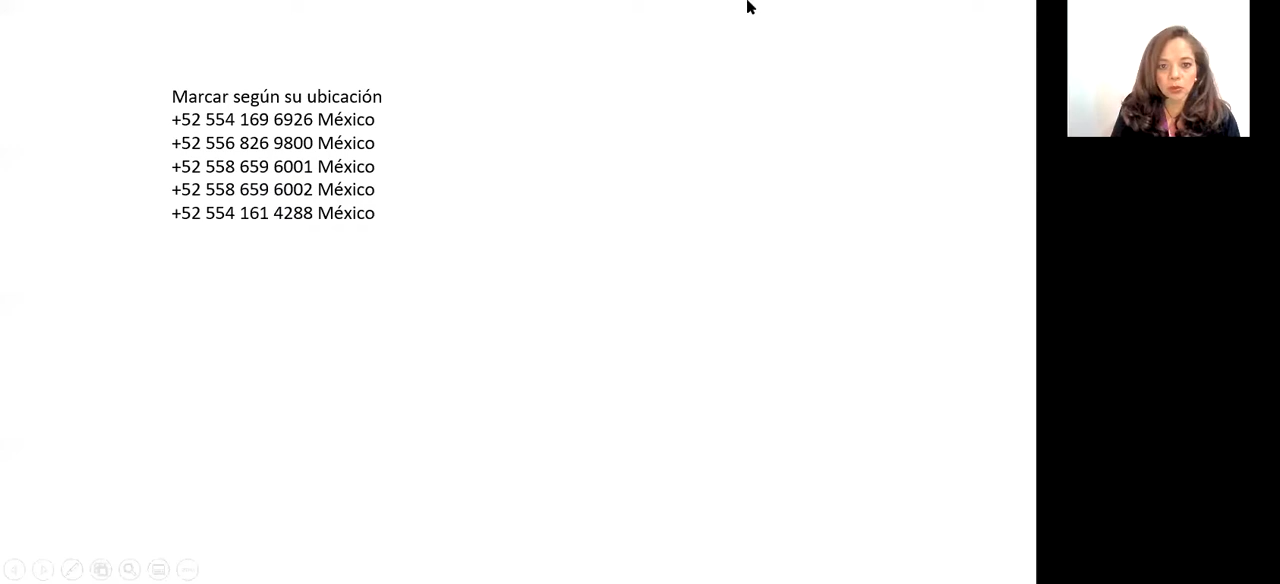 Marcar según su ubicación
+52 554 169 6926 México
+52 556 826 9800 México
+52 558 659 6001 México
+52 558 659 6002 México
+52 554 161 4288 México